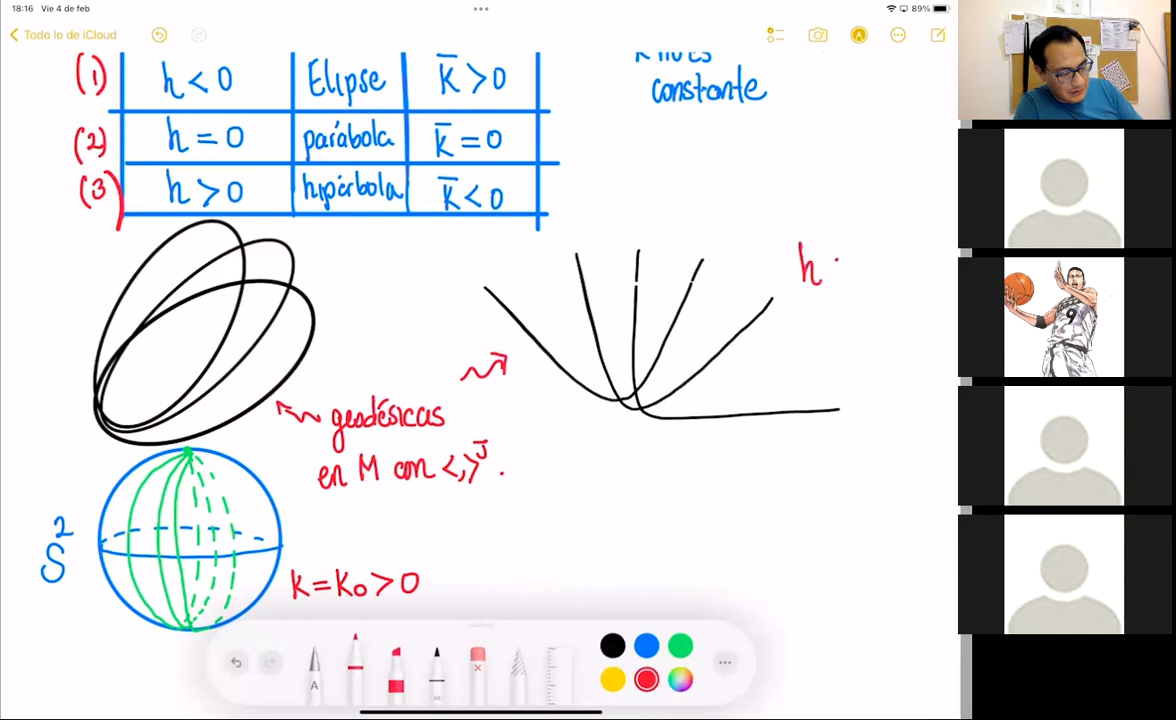 18:16 Vie 4 de feb
89%
Todo lo de iCloud
(1) h < 0 Elipse K̄ > 0
constante
(2) h = 0 parábola K̄ = 0
(3) h > 0 hipérbola K̄ < 0
h
geodésicas
en M con <,>ᴶ.
S²
K = K₀ > 0
A
9